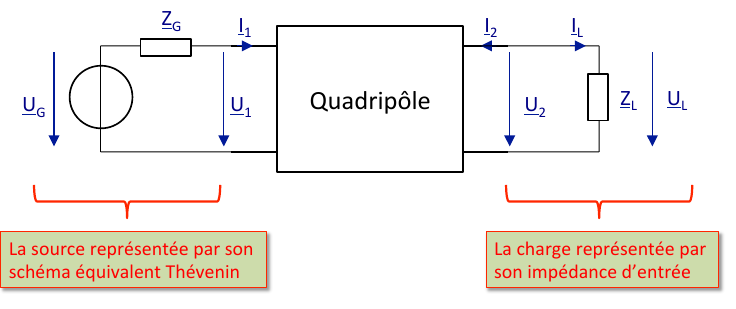 Z_G
I_1
I_2
I_L
U_G
U_1
Quadripôle
U_2
Z_L
U_L
La source représentée par son
schéma équivalent Thévenin
La charge représentée par
son impédance d’entrée